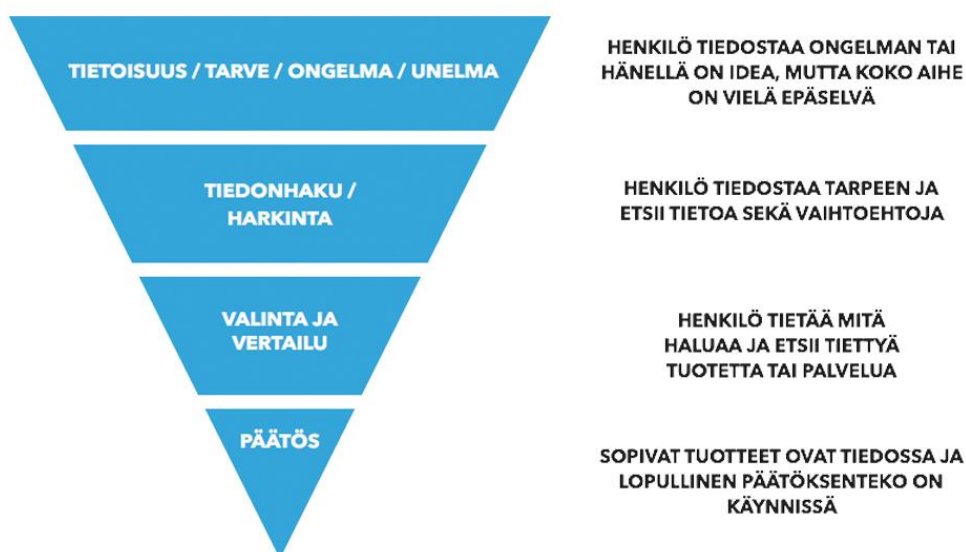 TIETOISUUS / TARVE / ONGELMA / UNELMA
HENKILÖ TIEDOSTAA ONGELMAN TAI
HÄNELLÄ ON IDEA, MUTTA KOKO AIHE
ON VIELÄ EPÄSELVÄ
TIEDONHAKU /
HARKINTA
HENKILÖ TIEDOSTAA TARPEEN JA
ETSII TIETOA SEKÄ VAIHTOEHTOJA
VALINTA JA
VERTAILU
HENKILÖ TIETÄÄ MITÄ
HALUAA JA ETSII TIETTYÄ
TUOTETTA TAI PALVELUA
PÄÄTÖS
SOPIVAT TUOTTEET OVAT TIEDOSSA JA
LOPULLINEN PÄÄTÖKSENTEKO ON
KÄYNNISSÄ